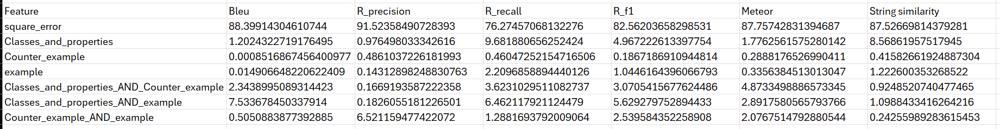 Feature Bleu R_precision R_recall R_f1 Meteor String similarity
square_error 88.39914304610744 91.52358490728393 76.27457068132276 82.56203658298531 87.75742831394687 87.52669814379281
Classes_and_properties 1.2024322719176495 0.976498033342616 9.681880656252424 4.967222613397754 1.7762561575280142 8.56861957517945
Counter_example 0.0008516867456400977 0.4861037226181993 0.46047252154716506 0.1867186910944814 0.2888176526990411 0.41582661924887304
example 0.014906648220622409 0.14312898248830763 2.2096858894440126 1.0446164396066793 0.3356384513013047 1.222600353268522
Classes_and_properties_AND_Counter_example 2.3438995089314423 0.1669193587222358 3.6231029511082737 3.0705415677624486 4.8733498886573345 0.9248520740477465
Classes_and_properties_AND_example 7.533678450337914 0.1826055181226501 6.462117921124479 5.629279752894433 2.8917580565793766 1.0988433416264216
Counter_example_AND_example 0.5050883877392885 6.521159477422072 1.2881693792009064 2.539584352258908 2.0767514792880544 0.24255989283615453